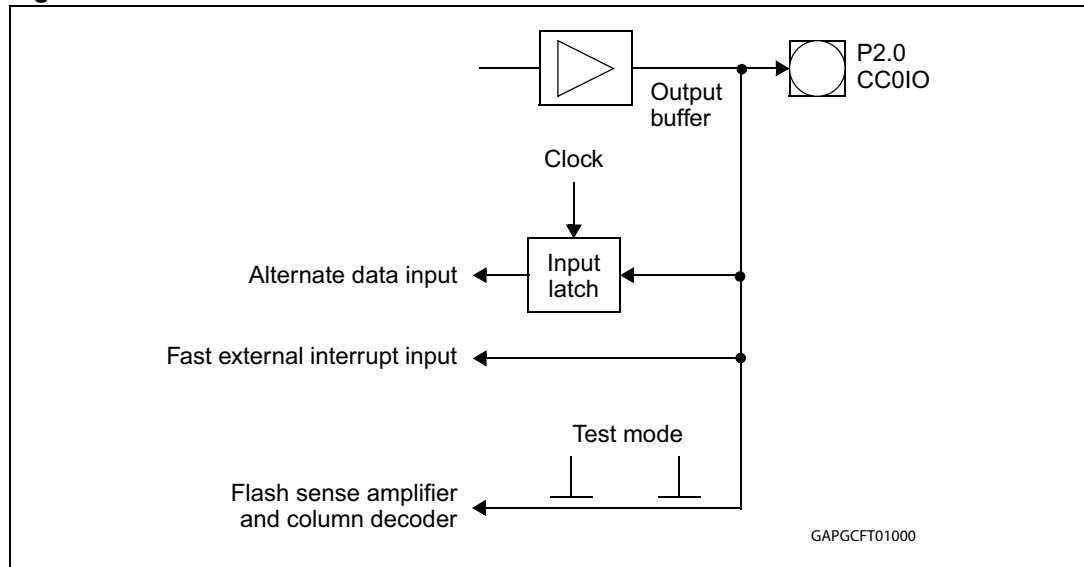 P2.0
CC0IO
Output
buffer
Clock
Input
latch
Alternate data input
Fast external interrupt input
Test mode
Flash sense amplifier
and column decoder
GAPGCFT01000